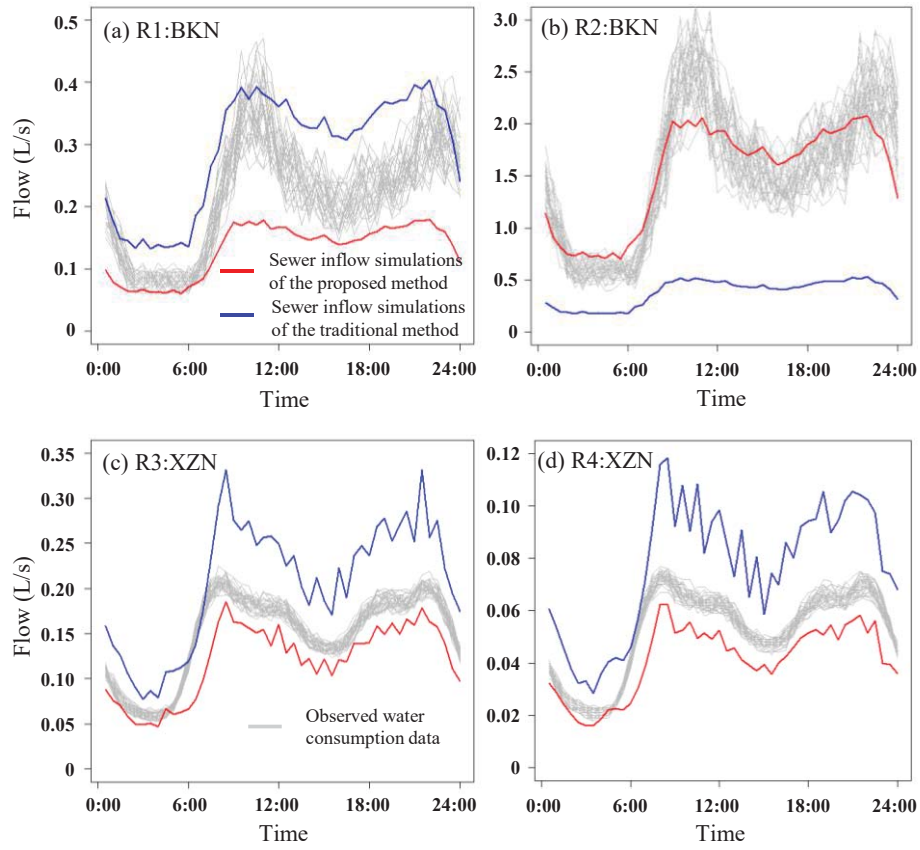 (a) R1:BKN
0.5
0.4
0.3
0.2
0.1
0
Flow (L/s)
Sewer inflow simulations
of the proposed method
Sewer inflow simulations
of the traditional method
0:00 6:00 12:00 18:00 24:00
Time
(b) R2:BKN
3.0
2.5
2.0
1.5
1.0
0.5
0
0:00 6:00 12:00 18:00 24:00
Time
(c) R3:XZN
0.35
0.30
0.25
0.20
0.15
0.10
0.05
0
Flow (L/s)
Observed water
consumption data
0:00 6:00 12:00 18:00 24:00
Time
(d) R4:XZN
0.12
0.10
0.08
0.06
0.04
0.02
0
0:00 6:00 12:00 18:00 24:00
Time